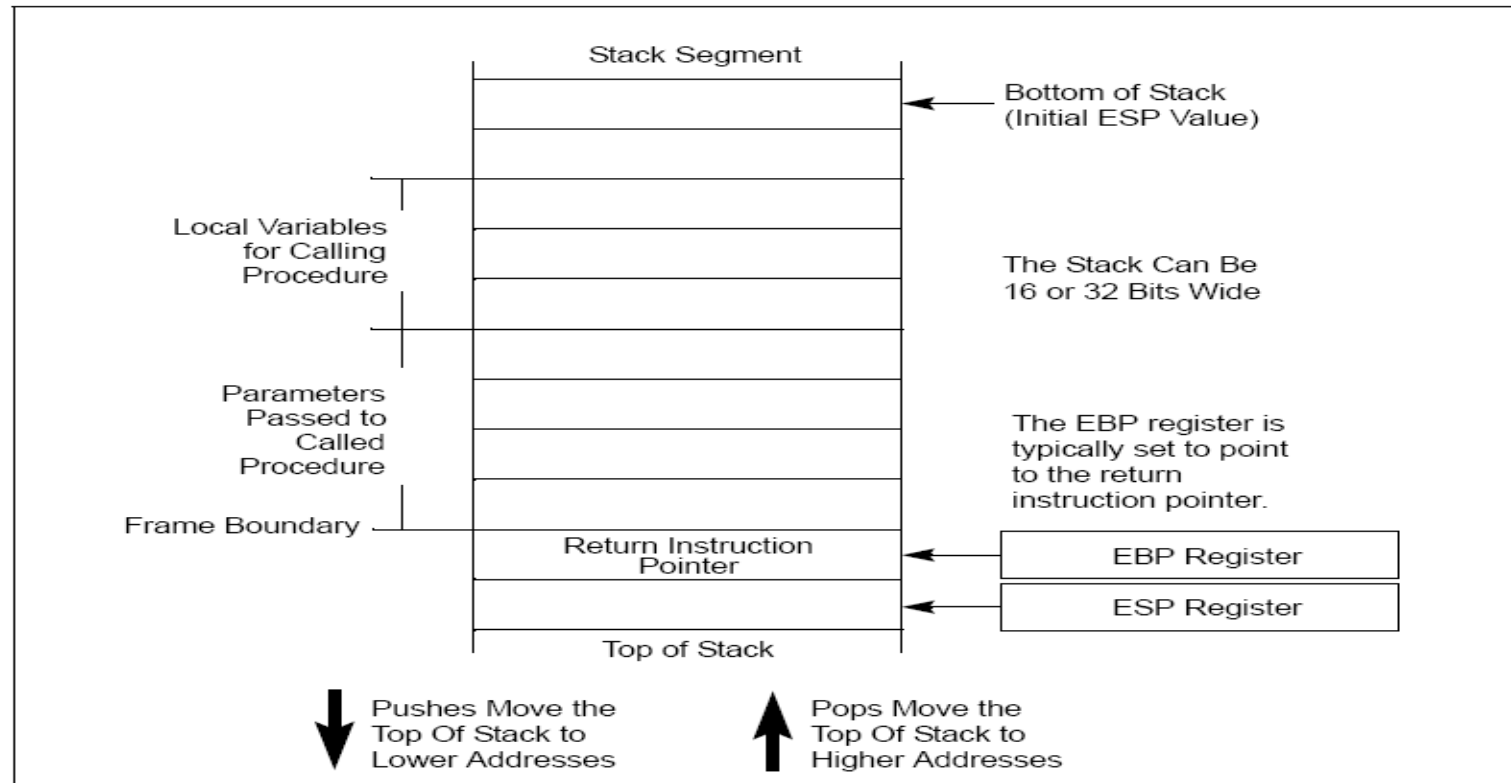 Stack Segment
Bottom of Stack
(Initial ESP Value)
Local Variables
for Calling
Procedure
The Stack Can Be
16 or 32 Bits Wide
Parameters
Passed to
Called
Procedure
The EBP register is
typically set to point
to the return
instruction pointer.
Frame Boundary
Return Instruction
Pointer
EBP Register
ESP Register
Top of Stack
Pushes Move the
Top Of Stack to
Lower Addresses
Pops Move the
Top Of Stack to
Higher Addresses